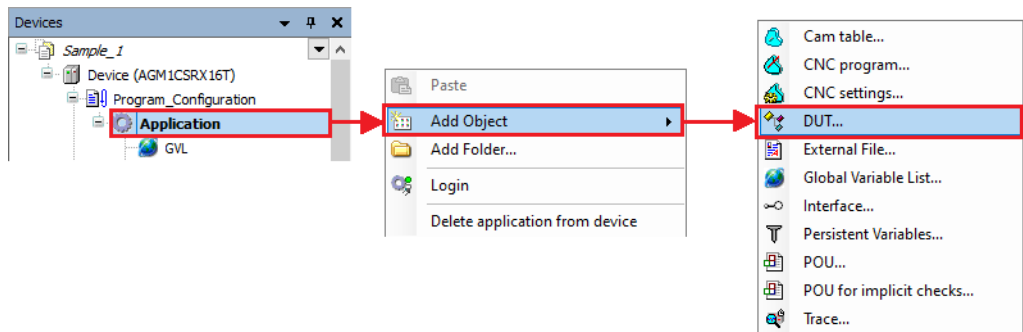 Devices
Sample_1
Device (AGM1CSRX16T)
Program_Configuration
Application
GVL
Paste
Add Object
Add Folder...
Login
Delete application from device
Cam table...
CNC program...
CNC settings...
DUT...
External File...
Global Variable List...
Interface...
Persistent Variables...
POU...
POU for implicit checks...
Trace...